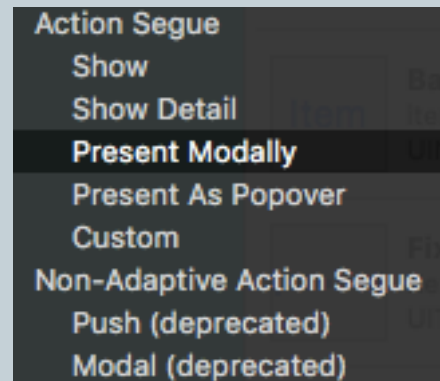 Action Segue
Show
Show Detail
Item
Present Modally
Present As Popover
Custom
Non-Adaptive Action Segue
Push (deprecated)
Modal (deprecated)